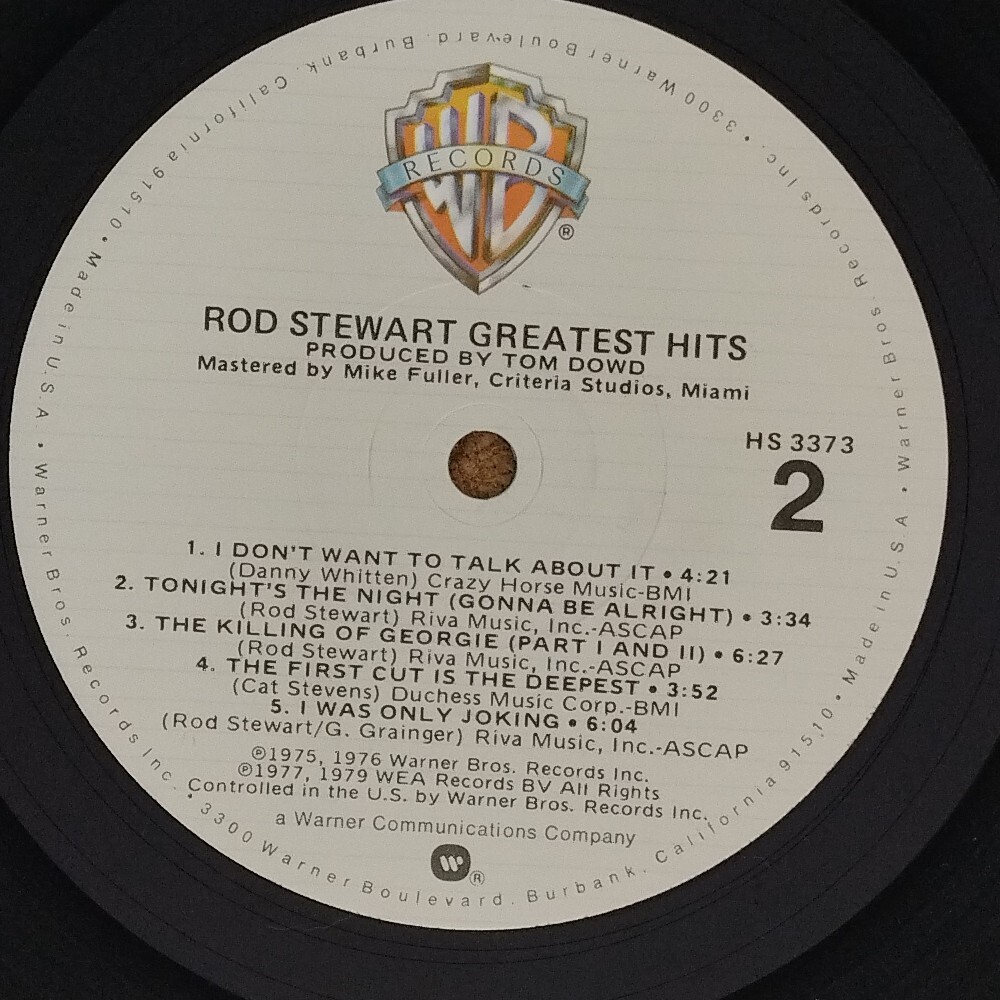 WB
RECORDS
®
ROD STEWART GREATEST HITS
PRODUCED BY TOM DOWD
Mastered by Mike Fuller, Criteria Studios, Miami
HS 3373
2
1. I DON'T WANT TO TALK ABOUT IT • 4:21
(Danny Whitten) Crazy Horse Music-BMI
2. TONIGHT'S THE NIGHT (GONNA BE ALRIGHT) • 3:34
(Rod Stewart) Riva Music, Inc.-ASCAP
3. THE KILLING OF GEORGIE (PART I AND II) • 6:27
(Rod Stewart) Riva Music, Inc.-ASCAP
4. THE FIRST CUT IS THE DEEPEST • 3:52
(Cat Stevens) Duchess Music Corp.-BMI
5. I WAS ONLY JOKING • 6:04
(Rod Stewart/G. Grainger) Riva Music, Inc.-ASCAP
℗1975, 1976 Warner Bros. Records Inc.
℗1977, 1979 WEA Records BV All Rights
Controlled in the U.S. by Warner Bros. Records Inc.
a Warner Communications Company
W ®
Warner Bros. Records Inc. • 3300 Warner Boulevard. Burbank. California 91510 • Made in U.S.A •
Warner Bros. Records Inc. • 3300 Warner Boulevard. Burbank. California 91510 • Made in U.S.A •